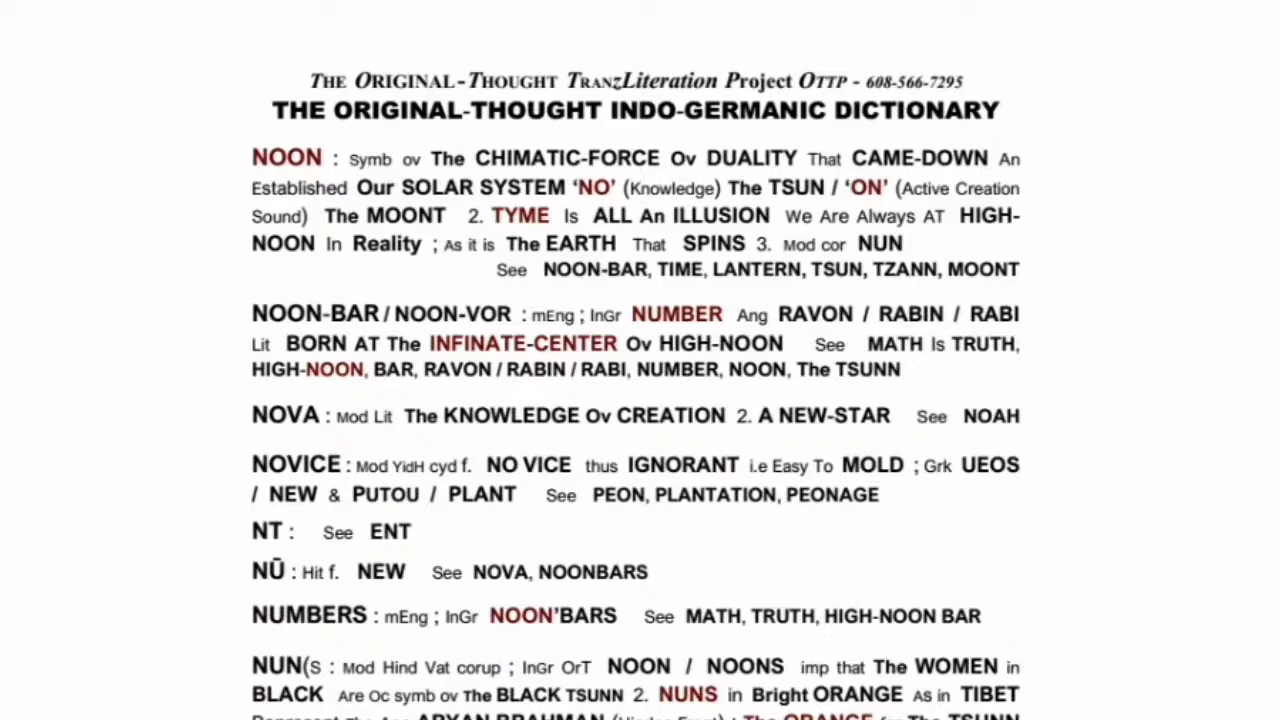 THE ORIGINAL-THOUGHT TRANzLiteration Project OTTP - 608-566-7295
THE ORIGINAL-THOUGHT INDO-GERMANIC DICTIONARY
NOON : Symb ov The CHIMATIC-FORCE Ov DUALITY That CAME-DOWN An
Established Our SOLAR SYSTEM ‘NO’ (Knowledge) The TSUN / ‘ON’ (Active Creation
Sound) The MOONT 2. TYME Is ALL An ILLUSION We Are Always AT HIGH-
NOON In Reality ; As it is The EARTH That SPINS 3. Mod cor NUN
See NOON-BAR, TIME, LANTERN, TSUN, TZANN, MOONT
NOON-BAR / NOON-VOR : mEng ; InGr NUMBER Ang RAVON / RABIN / RABI
Lit BORN AT The INFINATE-CENTER Ov HIGH-NOON See MATH Is TRUTH,
HIGH-NOON, BAR, RAVON / RABIN / RABI, NUMBER, NOON, The TSUNN
NOVA : Mod Lit The KNOWLEDGE Ov CREATION 2. A NEW-STAR See NOAH
NOVICE : Mod YidH cyd f. NO VICE thus IGNORANT i.e Easy To MOLD ; Grk UEOS
/ NEW & PUTOU / PLANT See PEON, PLANTATION, PEONAGE
NT : See ENT
NŪ : Hit f. NEW See NOVA, NOONBARS
NUMBERS : mEng ; InGr NOON’BARS See MATH, TRUTH, HIGH-NOON BAR
NUN(S : Mod Hind Vat corup ; InGr OrT NOON / NOONS imp that The WOMEN in
BLACK Are Oc symb ov The BLACK TSUNN 2. NUNS in Bright ORANGE As in TIBET
ARYAN BRAHMAN The ORANGE for The TSUNN